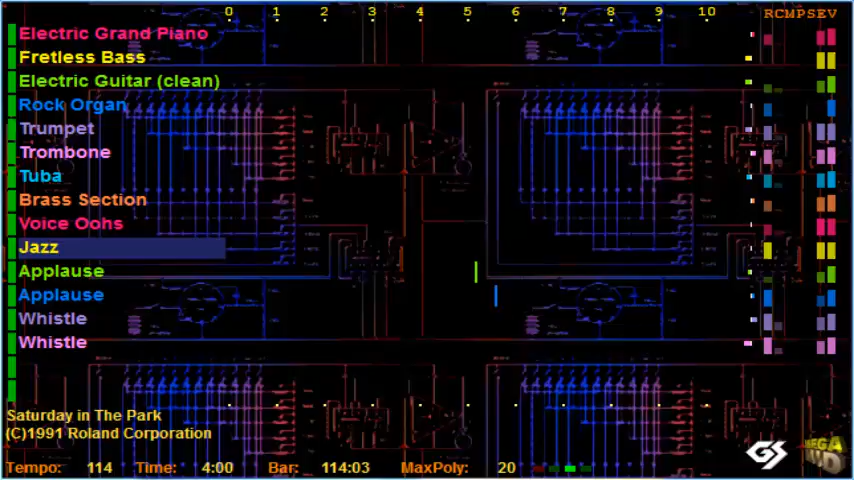 0 1 2 3 4 5 6 7 8 9 10 RCMPSEV
Electric Grand Piano
Fretless Bass
Electric Guitar (clean)
Rock Organ
Trumpet
Trombone
Tuba
Brass Section
Voice Oohs
Jazz
Applause
Applause
Whistle
Whistle
Saturday in The Park
(C)1991 Roland Corporation
Tempo: 114 Time: 4:00 Bar: 114:03 MaxPoly: 20
GS